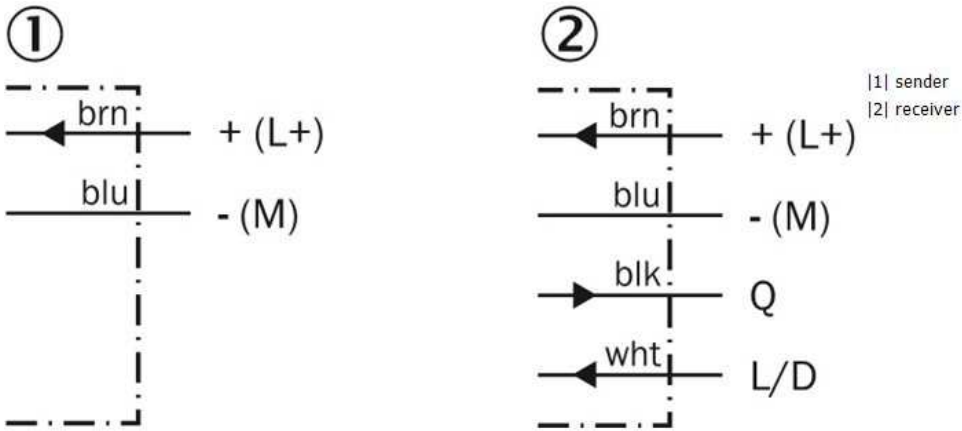 ①
brn
+ (L+)
blu
- (M)
②
brn
+ (L+)
blu
- (M)
blk
Q
wht
L/D
|1| sender
|2| receiver